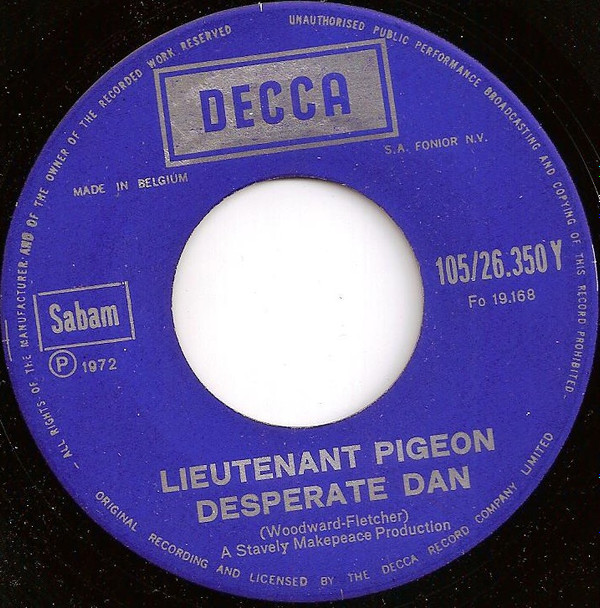 ALL RIGHTS OF THE MANUFACTURER AND OF THE OWNER OF THE RECORDED WORK RESERVED
UNAUTHORISED PUBLIC PERFORMANCE BROADCASTING AND COPYING OF THIS RECORD PROHIBITED
DECCA
S.A. FONIOR N.V.
MADE IN BELGIUM
105/26.350 Y
Fo 19.168
Sabam
Ⓟ 1972
LIEUTENANT PIGEON
DESPERATE DAN
(Woodward-Fletcher)
A Stavely Makepeace Production
ORIGINAL RECORDING AND LICENSED BY THE DECCA RECORD COMPANY LIMITED